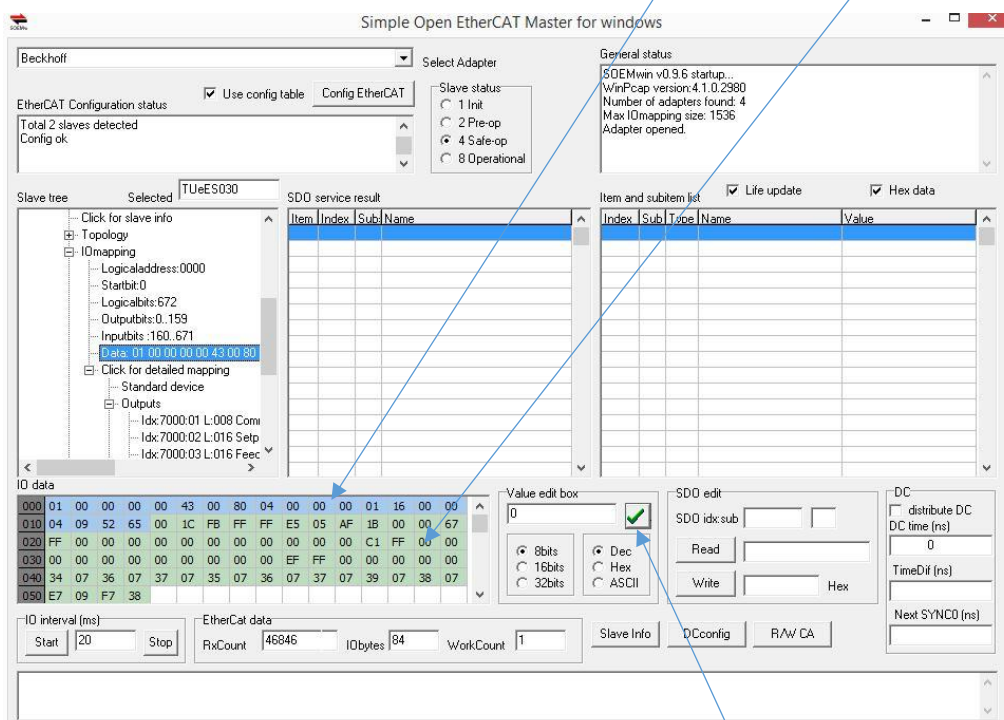 SOEMwin
Simple Open EtherCAT Master for windows
Beckhoff
Select Adapter
Use config table
Config EtherCAT
EtherCAT Configuration status
Total 2 slaves detected
Config ok
Slave status
1 Init
2 Pre-op
4 Safe-op
8 Operational
General status
SOEMwin v0.9.6 startup...
WinPcap version:4.1.0.2980
Number of adapters found: 4
Max IOmapping size: 1536
Adapter opened.
Slave tree
Selected TUeES030
Click for slave info
Topology
IOmapping
Logicaladdress:0000
Startbit:0
Logicalbits:672
Outputbits:0..159
Inputbits :160..671
Data: 01 00 00 00 00 43 00 80
Click for detailed mapping
Standard device
Outputs
Idx:7000:01 L:008 Comm
Idx:7000:02 L:016 Setp
Idx:7000:03 L:016 Feec
SDO service result
Item Index Sub: Name
Item and subitem list
Life update
Hex data
Index Sub Type Name Value
IO data
000 01 00 00 00 00 43 00 80 04 00 00 00 01 16 00 00
010 04 09 52 65 00 1C FB FF FF E5 05 AF 1B 00 00 67
020 FF 00 00 00 00 00 00 00 00 00 00 C1 FF 00 00 00
030 00 00 00 00 00 00 00 00 EF FF 00 00 00 00 00 00
040 34 07 36 07 37 07 35 07 36 07 37 07 39 07 38 07
050 E7 09 F7 38
Value edit box
0
8bits
16bits
32bits
Dec
Hex
ASCII
SDO edit
SDO idx:sub
Read
Write
Hex
DC
distribute DC
DC time (ns)
0
TimeDif (ns)
Next SYNC0 (ns)
IO interval (ms)
Start 20 Stop
EtherCat data
RxCount 46846 IObytes 84 WorkCount 1
Slave Info
DCconfig
R/W CA